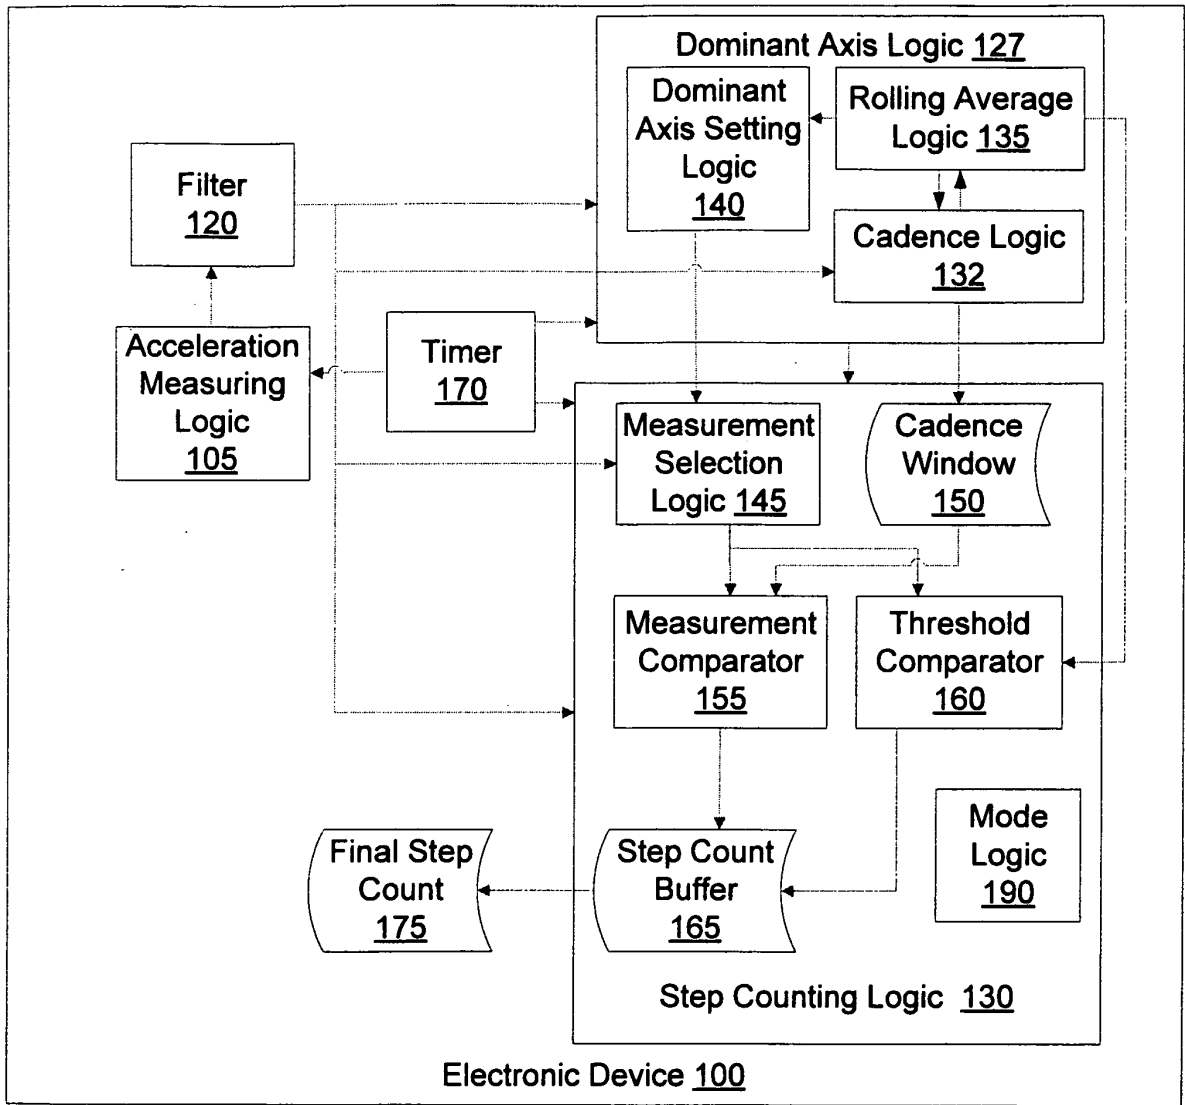 Dominant Axis Logic 127
Dominant
Axis Setting
Logic
140
Rolling Average
Logic 135
Filter
120
Cadence Logic
132
Acceleration
Measuring
Logic
105
Timer
170
Measurement
Selection
Logic 145
Cadence
Window
150
Measurement
Comparator
155
Threshold
Comparator
160
Mode
Logic
190
Final Step
Count
175
Step Count
Buffer
165
Step Counting Logic 130
Electronic Device 100